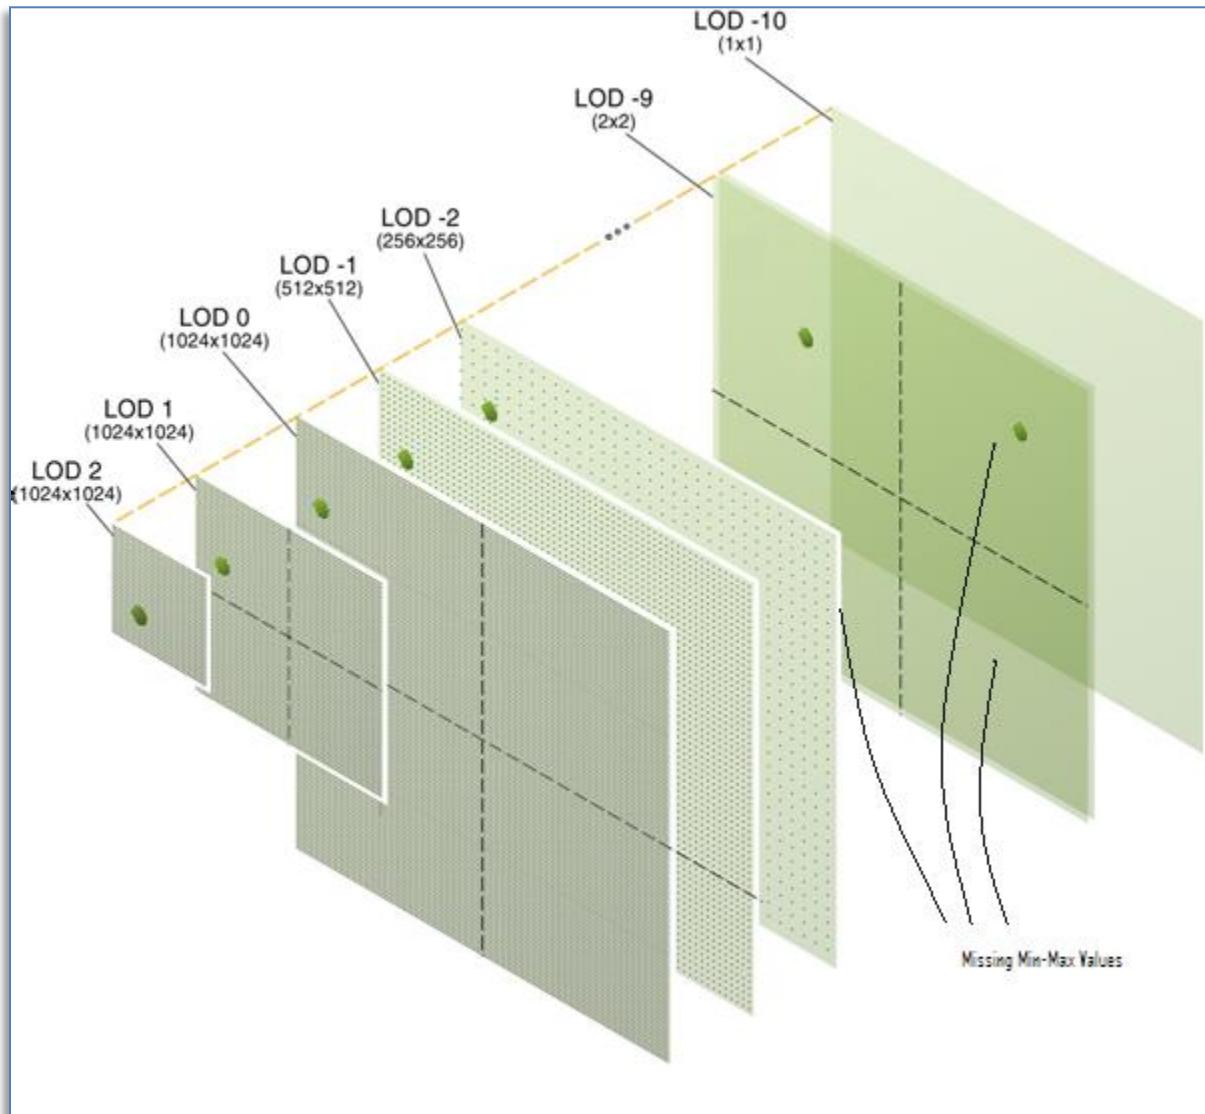 LOD -10
(1x1)
LOD -9
(2x2)
LOD -2
(256x256)
LOD -1
(512x512)
LOD 0
(1024x1024)
LOD 1
(1024x1024)
LOD 2
(1024x1024)
Missing Min-Max Values